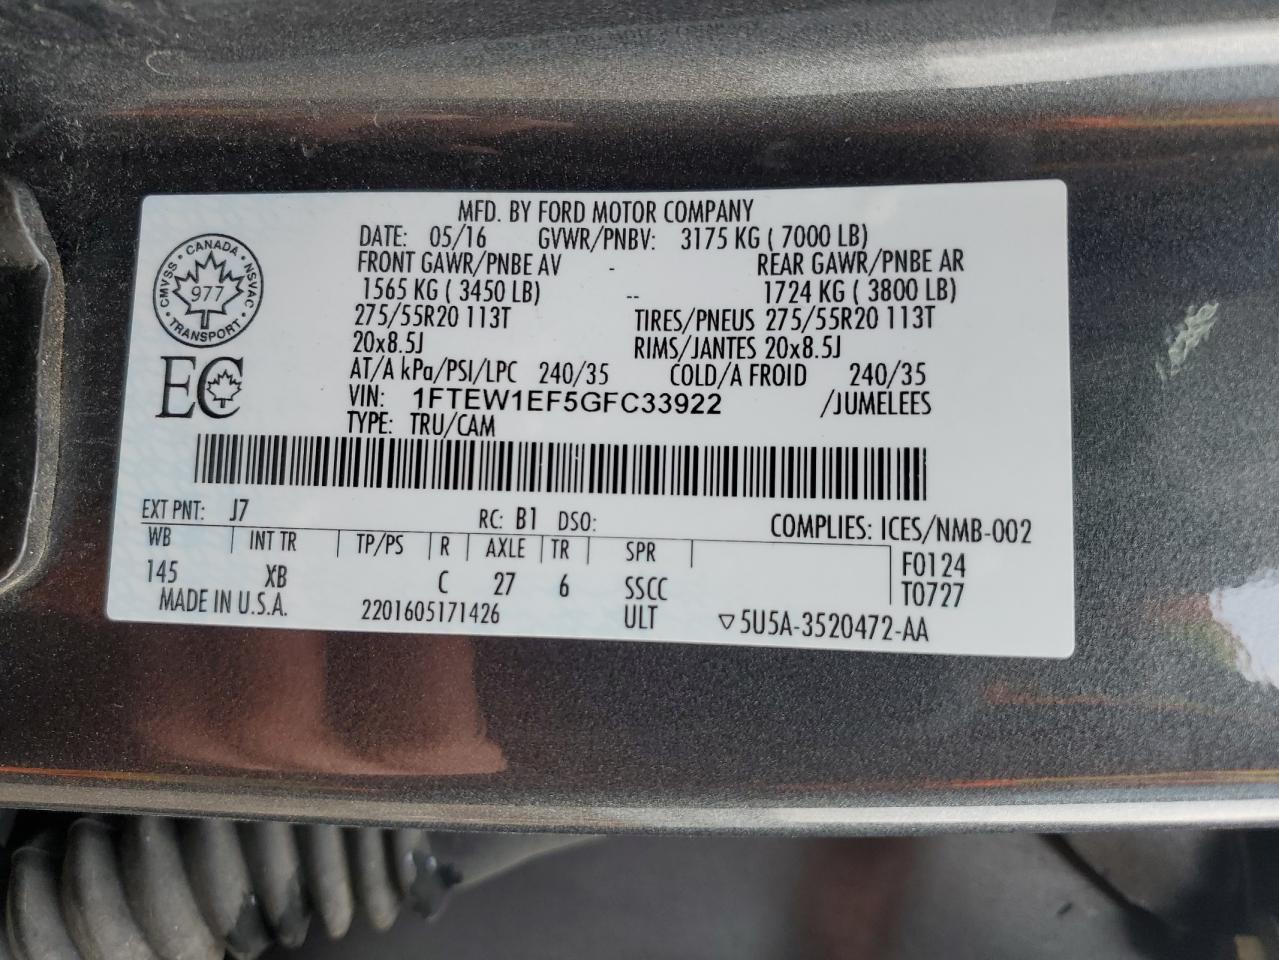 MFD. BY FORD MOTOR COMPANY
DATE: 05/16 GVWR/PNBV: 3175 KG ( 7000 LB)
FRONT GAWR/PNBE AV - REAR GAWR/PNBE AR
1565 KG ( 3450 LB) -- 1724 KG ( 3800 LB)
275/55R20 113T TIRES/PNEUS 275/55R20 113T
20x8.5J RIMS/JANTES 20x8.5J
AT/A kPa/PSI/LPC 240/35 COLD/A FROID 240/35
VIN: 1FTEW1EF5GFC33922 /JUMELEES
TYPE: TRU/CAM
CANADA
CMVSS
NSVAC
977
TRANSPORT
EC
EXT PNT: J7 RC: B1 DSO: COMPLIES: ICES/NMB-002
WB INT TR TP/PS R AXLE TR SPR F0124
145 XB C 27 6 SSCC T0727
MADE IN U.S.A. 2201605171426 ULT ▽5U5A-3520472-AA